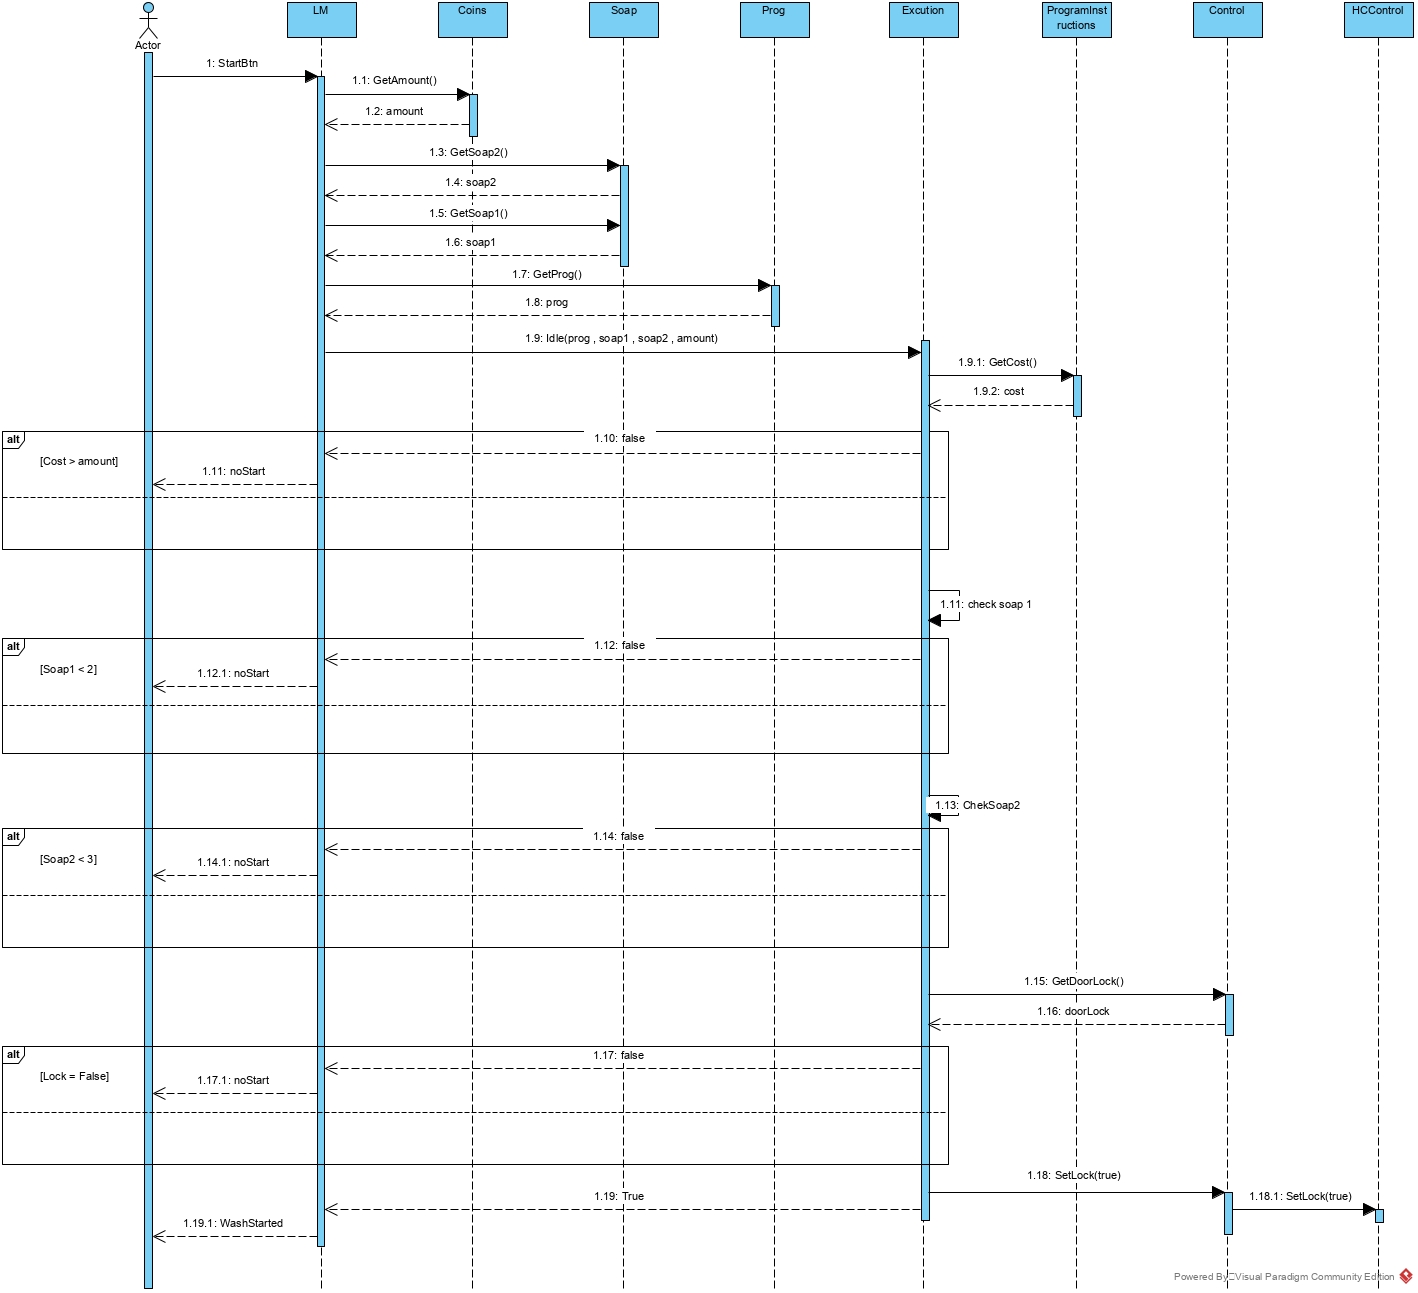 LM
Coins
Soap
Prog
Excution
ProgramInst
ructions
Control
HCControl
Actor
1: StartBtn
1.1: GetAmount()
1.2: amount
1.3: GetSoap2()
1.4: soap2
1.5: GetSoap1()
1.6: soap1
1.7: GetProg()
1.8: prog
1.9: Idle(prog , soap1 , soap2 , amount)
1.9.1: GetCost()
1.9.2: cost
alt
1.10: false
[Cost > amount]
1.11: noStart
1.11: check soap 1
alt
1.12: false
[Soap1 < 2]
1.12.1: noStart
1.13: ChekSoap2
alt
1.14: false
[Soap2 < 3]
1.14.1: noStart
1.15: GetDoorLock()
1.16: doorLock
alt
1.17: false
[Lock = False]
1.17.1: noStart
1.18: SetLock(true)
1.19: True
1.18.1: SetLock(true)
1.19.1: WashStarted
Powered By Visual Paradigm Community Edition